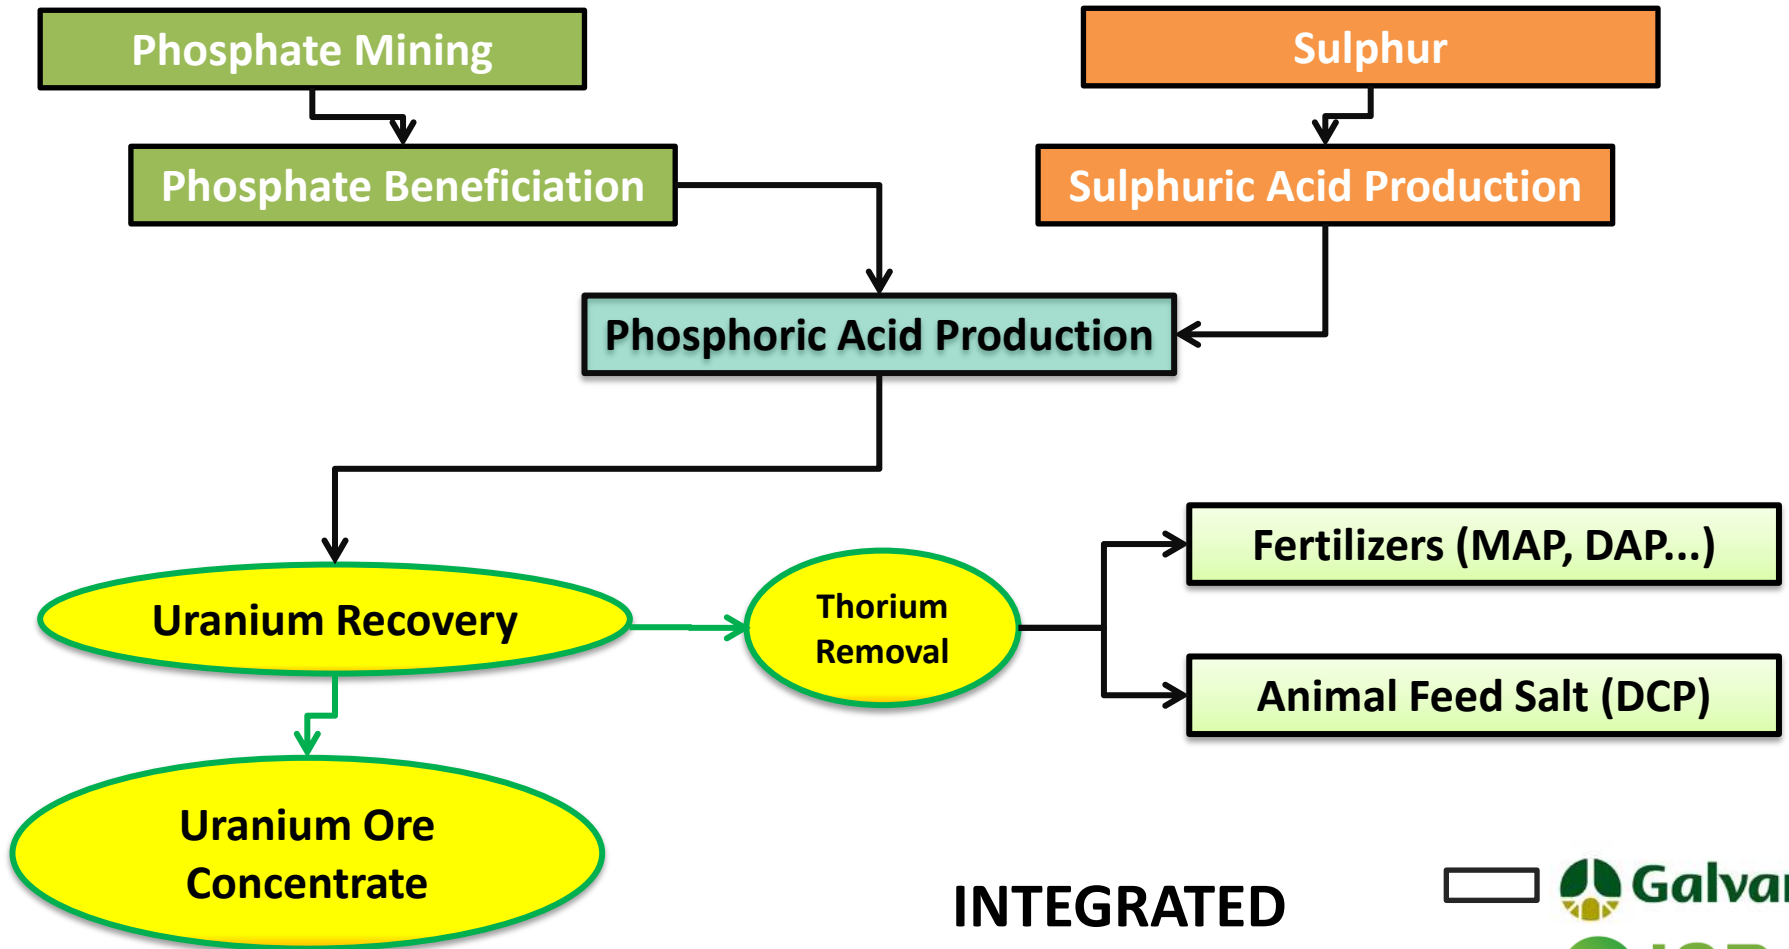 Phosphate Mining
Sulphur
Phosphate Beneficiation
Sulphuric Acid Production
Phosphoric Acid Production
Fertilizers (MAP, DAP...)
Thorium
Removal
Uranium Recovery
Animal Feed Salt (DCP)
Uranium Ore
Concentrate
INTEGRATED